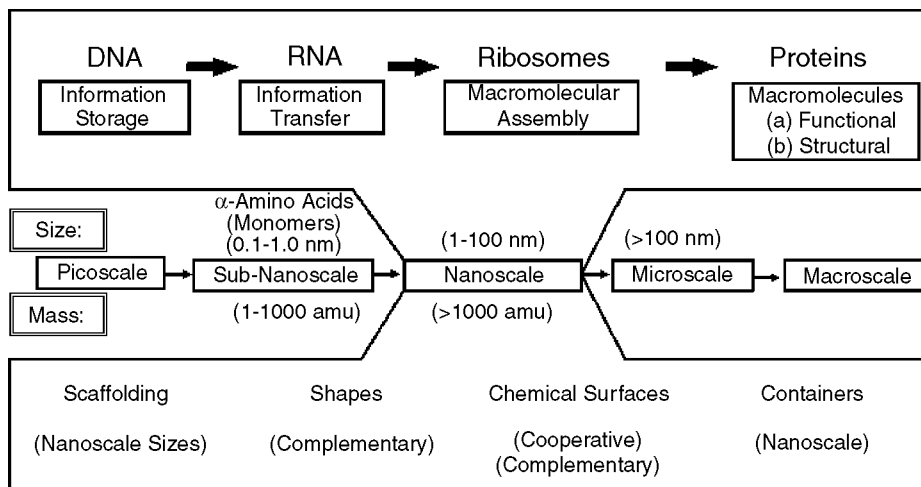 DNA
RNA
Ribosomes
Proteins
Information
Storage
Information
Transfer
Macromolecular
Assembly
Macromolecules
(a) Functional
(b) Structural
Size:
α-Amino Acids
(Monomers)
(0.1-1.0 nm)
(1-100 nm)
(>100 nm)
Picoscale
Sub-Nanoscale
Nanoscale
Microscale
Macroscale
Mass:
(1-1000 amu)
(>1000 amu)
Scaffolding
Shapes
Chemical Surfaces
Containers
(Nanoscale Sizes)
(Complementary)
(Cooperative)
(Complementary)
(Nanoscale)